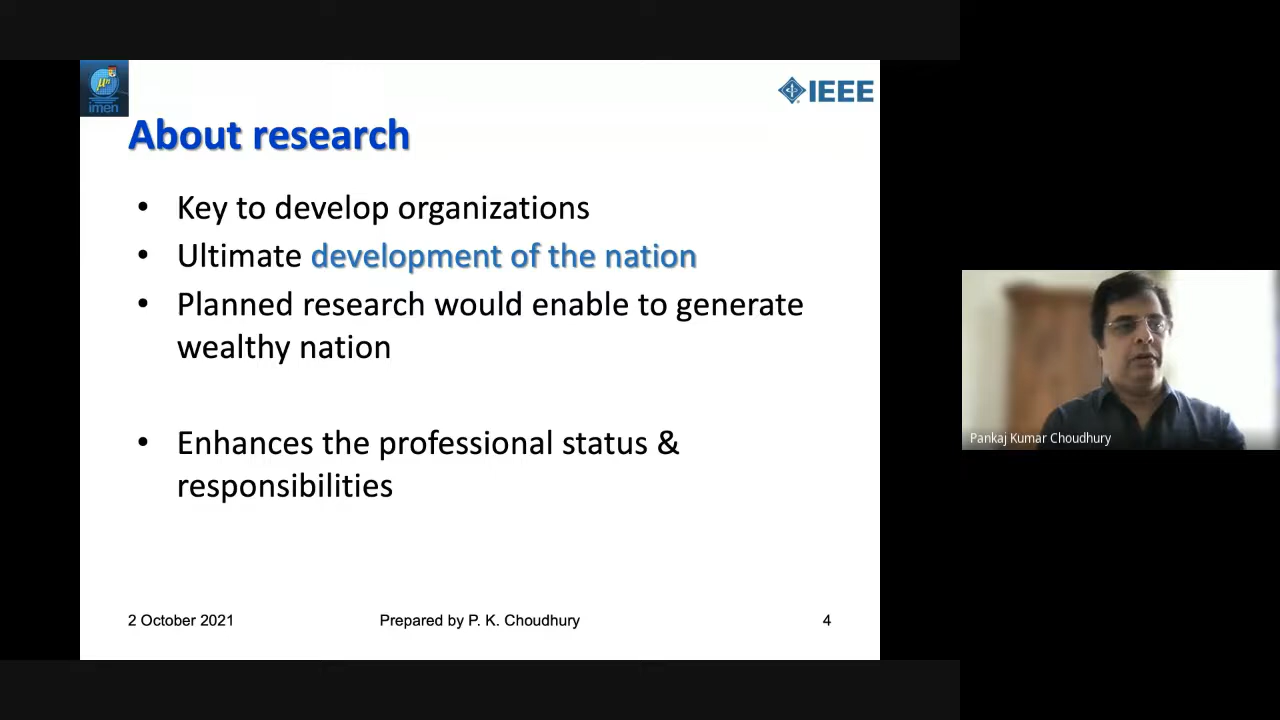 imen
IEEE
About research
• Key to develop organizations
• Ultimate development of the nation
• Planned research would enable to generate
wealthy nation
• Enhances the professional status &
responsibilities
2 October 2021
Prepared by P. K. Choudhury
4
Pankaj Kumar Choudhury